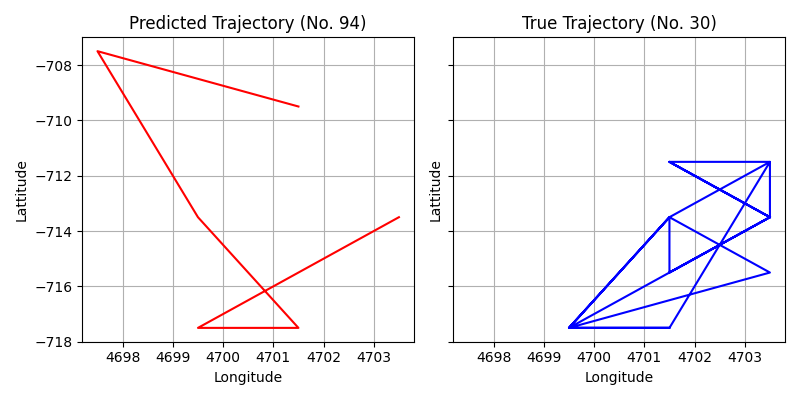 Predicted Trajectory (No. 94)
True Trajectory (No. 30)
−708
−710
−712
−714
−716
−718
Lattitude
Lattitude
4698 4699 4700 4701 4702 4703
4698 4699 4700 4701 4702 4703
Longitude
Longitude